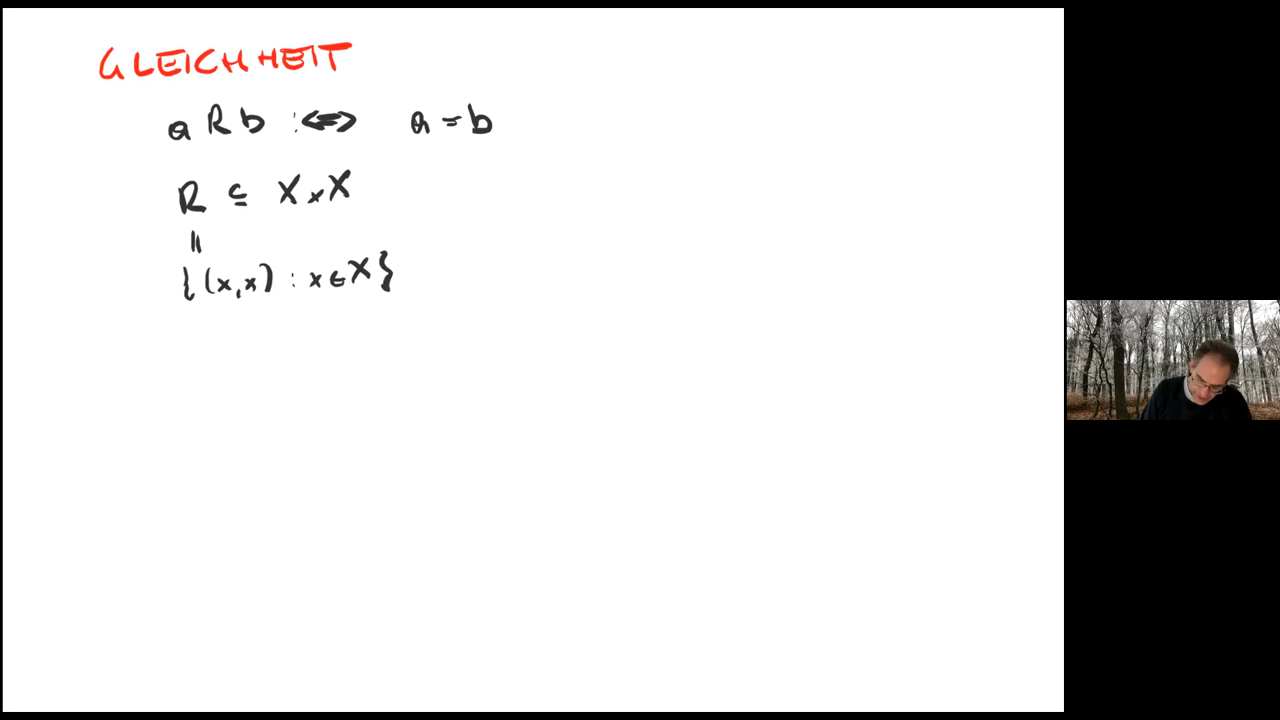 GLEICHHEIT
a R b :⇔ a = b
R ⊆ X × X
=
{(x,x) : x ∈ X}